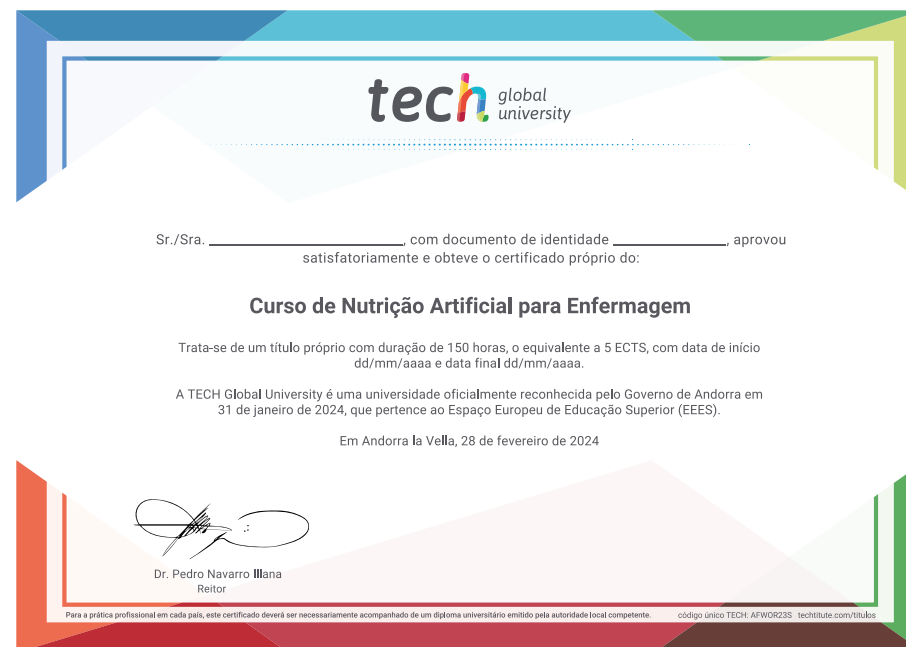 tech global
university
Sr./Sra. ____________________, com documento de identidade ____________, aprovou
satisfatoriamente e obteve o certificado próprio do:
Curso de Nutrição Artificial para Enfermagem
Trata-se de um título próprio com duração de 150 horas, o equivalente a 5 ECTS, com data de início
dd/mm/aaaa e data final dd/mm/aaaa.
A TECH Global University é uma universidade oficialmente reconhecida pelo Governo de Andorra em
31 de janeiro de 2024, que pertence ao Espaço Europeu de Educação Superior (EEES).
Em Andorra la Vella, 28 de fevereiro de 2024
Dr. Pedro Navarro Illana
Reitor
Para a prática profissional em cada país, este certificado deverá ser necessariamente acompanhado de um diploma universitário emitido pela autoridade local competente. código único TECH: AFWOR23S techtitute.com/titulos